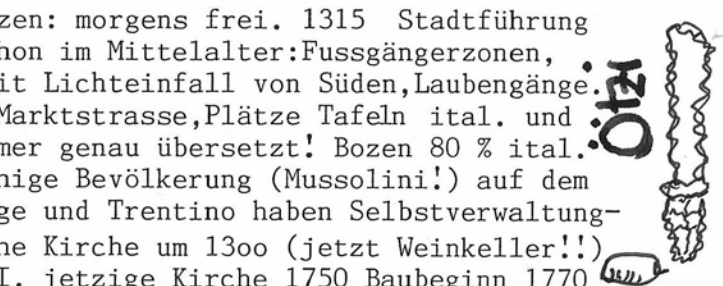 zen: morgens frei. 1315 Stadtführung
hon im Mittelalter:Fussgängerzonen,
it Lichteinfall von Süden,Laubengänge.
Marktstrasse,Plätze Tafeln ital. und
mer genau übersetzt! Bozen 80 % ital.
hige Bevölkerung (Mussolini!) auf dem
ge und Trentino haben Selbstverwaltung-
he Kirche um 13oo (jetzt Weinkeller!!)
I. jetzige Kirche 1750 Baubeginn 1770
Ötzi